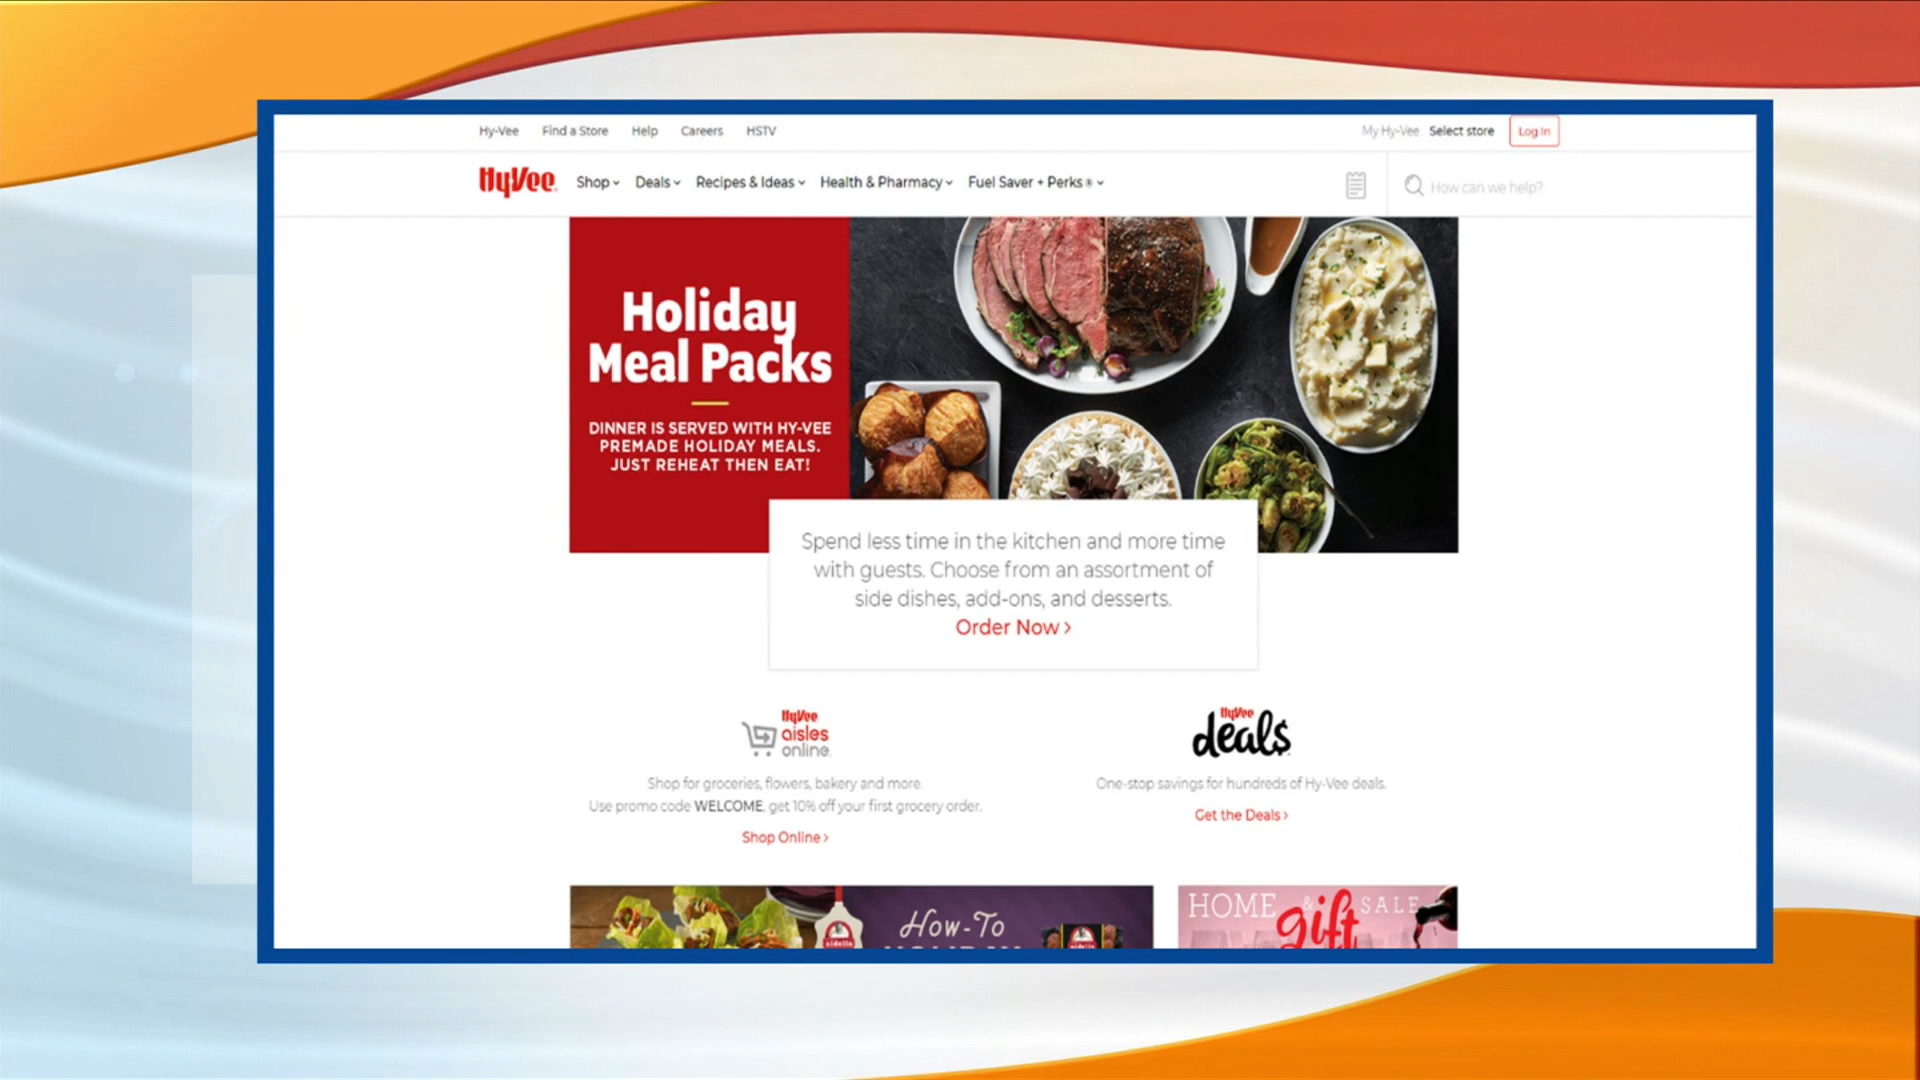 Hy-Vee Find a Store Help Careers HSTV My Hy-Vee Select store Log In
HyVee Shop Deals Recipes & Ideas Health & Pharmacy Fuel Saver + Perks ® How can we help?
Holiday
Meal Packs
DINNER IS SERVED WITH HY-VEE
PREMADE HOLIDAY MEALS.
JUST REHEAT THEN EAT!
Spend less time in the kitchen and more time
with guests. Choose from an assortment of
side dishes, add-ons, and desserts.
Order Now >
HyVee
aisles
online
Shop for groceries, flowers, bakery and more.
Use promo code WELCOME, get 10% off your first grocery order.
Shop Online >
HyVee
deals
One-stop savings for hundreds of Hy-Vee deals.
Get the Deals >
How-To
HOME & SALE
gift